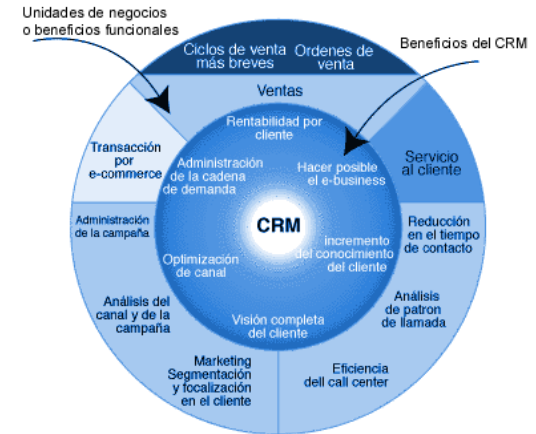 Unidades de negocios
o beneficios funcionales
Beneficios del CRM
Ciclos de venta
más breves
Ordenes de
venta
Ventas
Transacción
por
e-commerce
Servicio
al cliente
Rentabilidad por
cliente
Administración
de la cadena
de demanda
Hacer posible
el e-business
CRM
Optimización
de canal
incremento
del conocimiento
del cliente
Visión completa
del cliente
Administración
de la campaña
Análisis del
canal y de la
campaña
Marketing
Segmentación
y focalización
en el cliente
Reducción
en el tiempo
de contacto
Análisis
de patron
de llamada
Eficiencia
dell call center